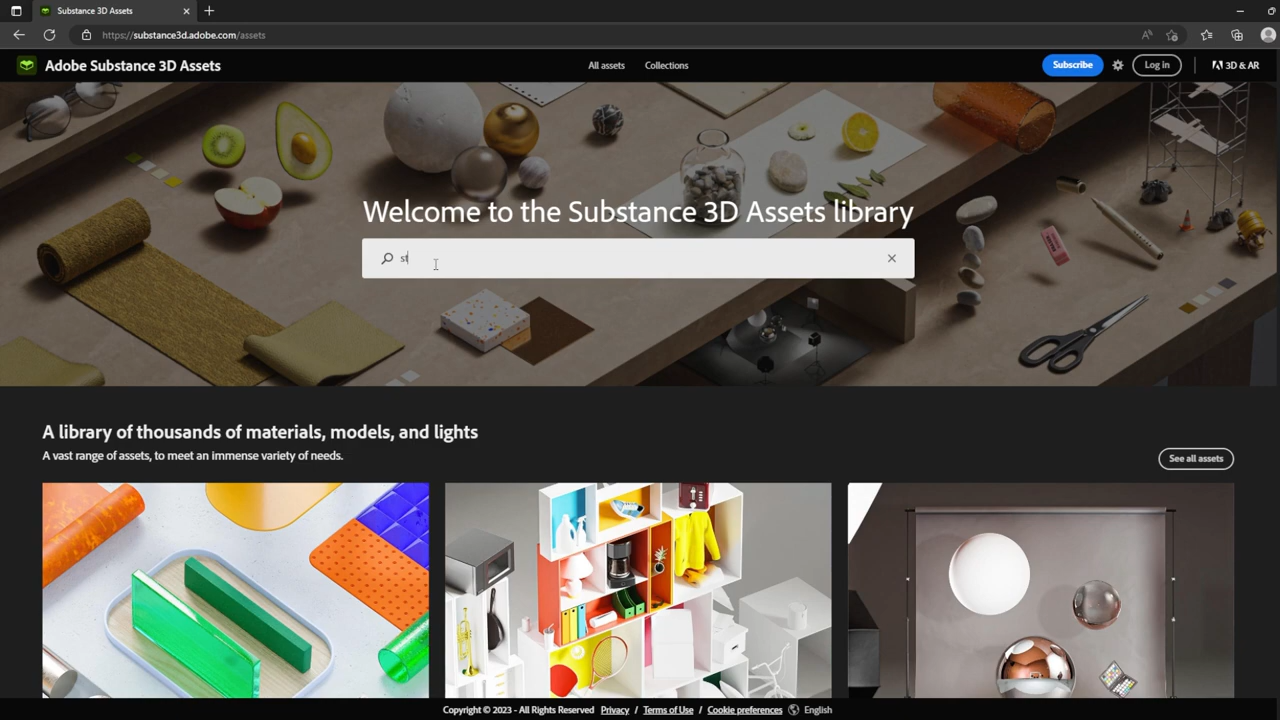 Substance 3D Assets
https://substance3d.adobe.com/assets
Adobe Substance 3D Assets
All assets
Collections
Subscribe
Log in
3D & AR
Welcome to the Substance 3D Assets library
st
A library of thousands of materials, models, and lights
A vast range of assets, to meet an immense variety of needs.
See all assets
Copyright © 2023 - All Rights Reserved Privacy / Terms of Use / Cookie preferences English